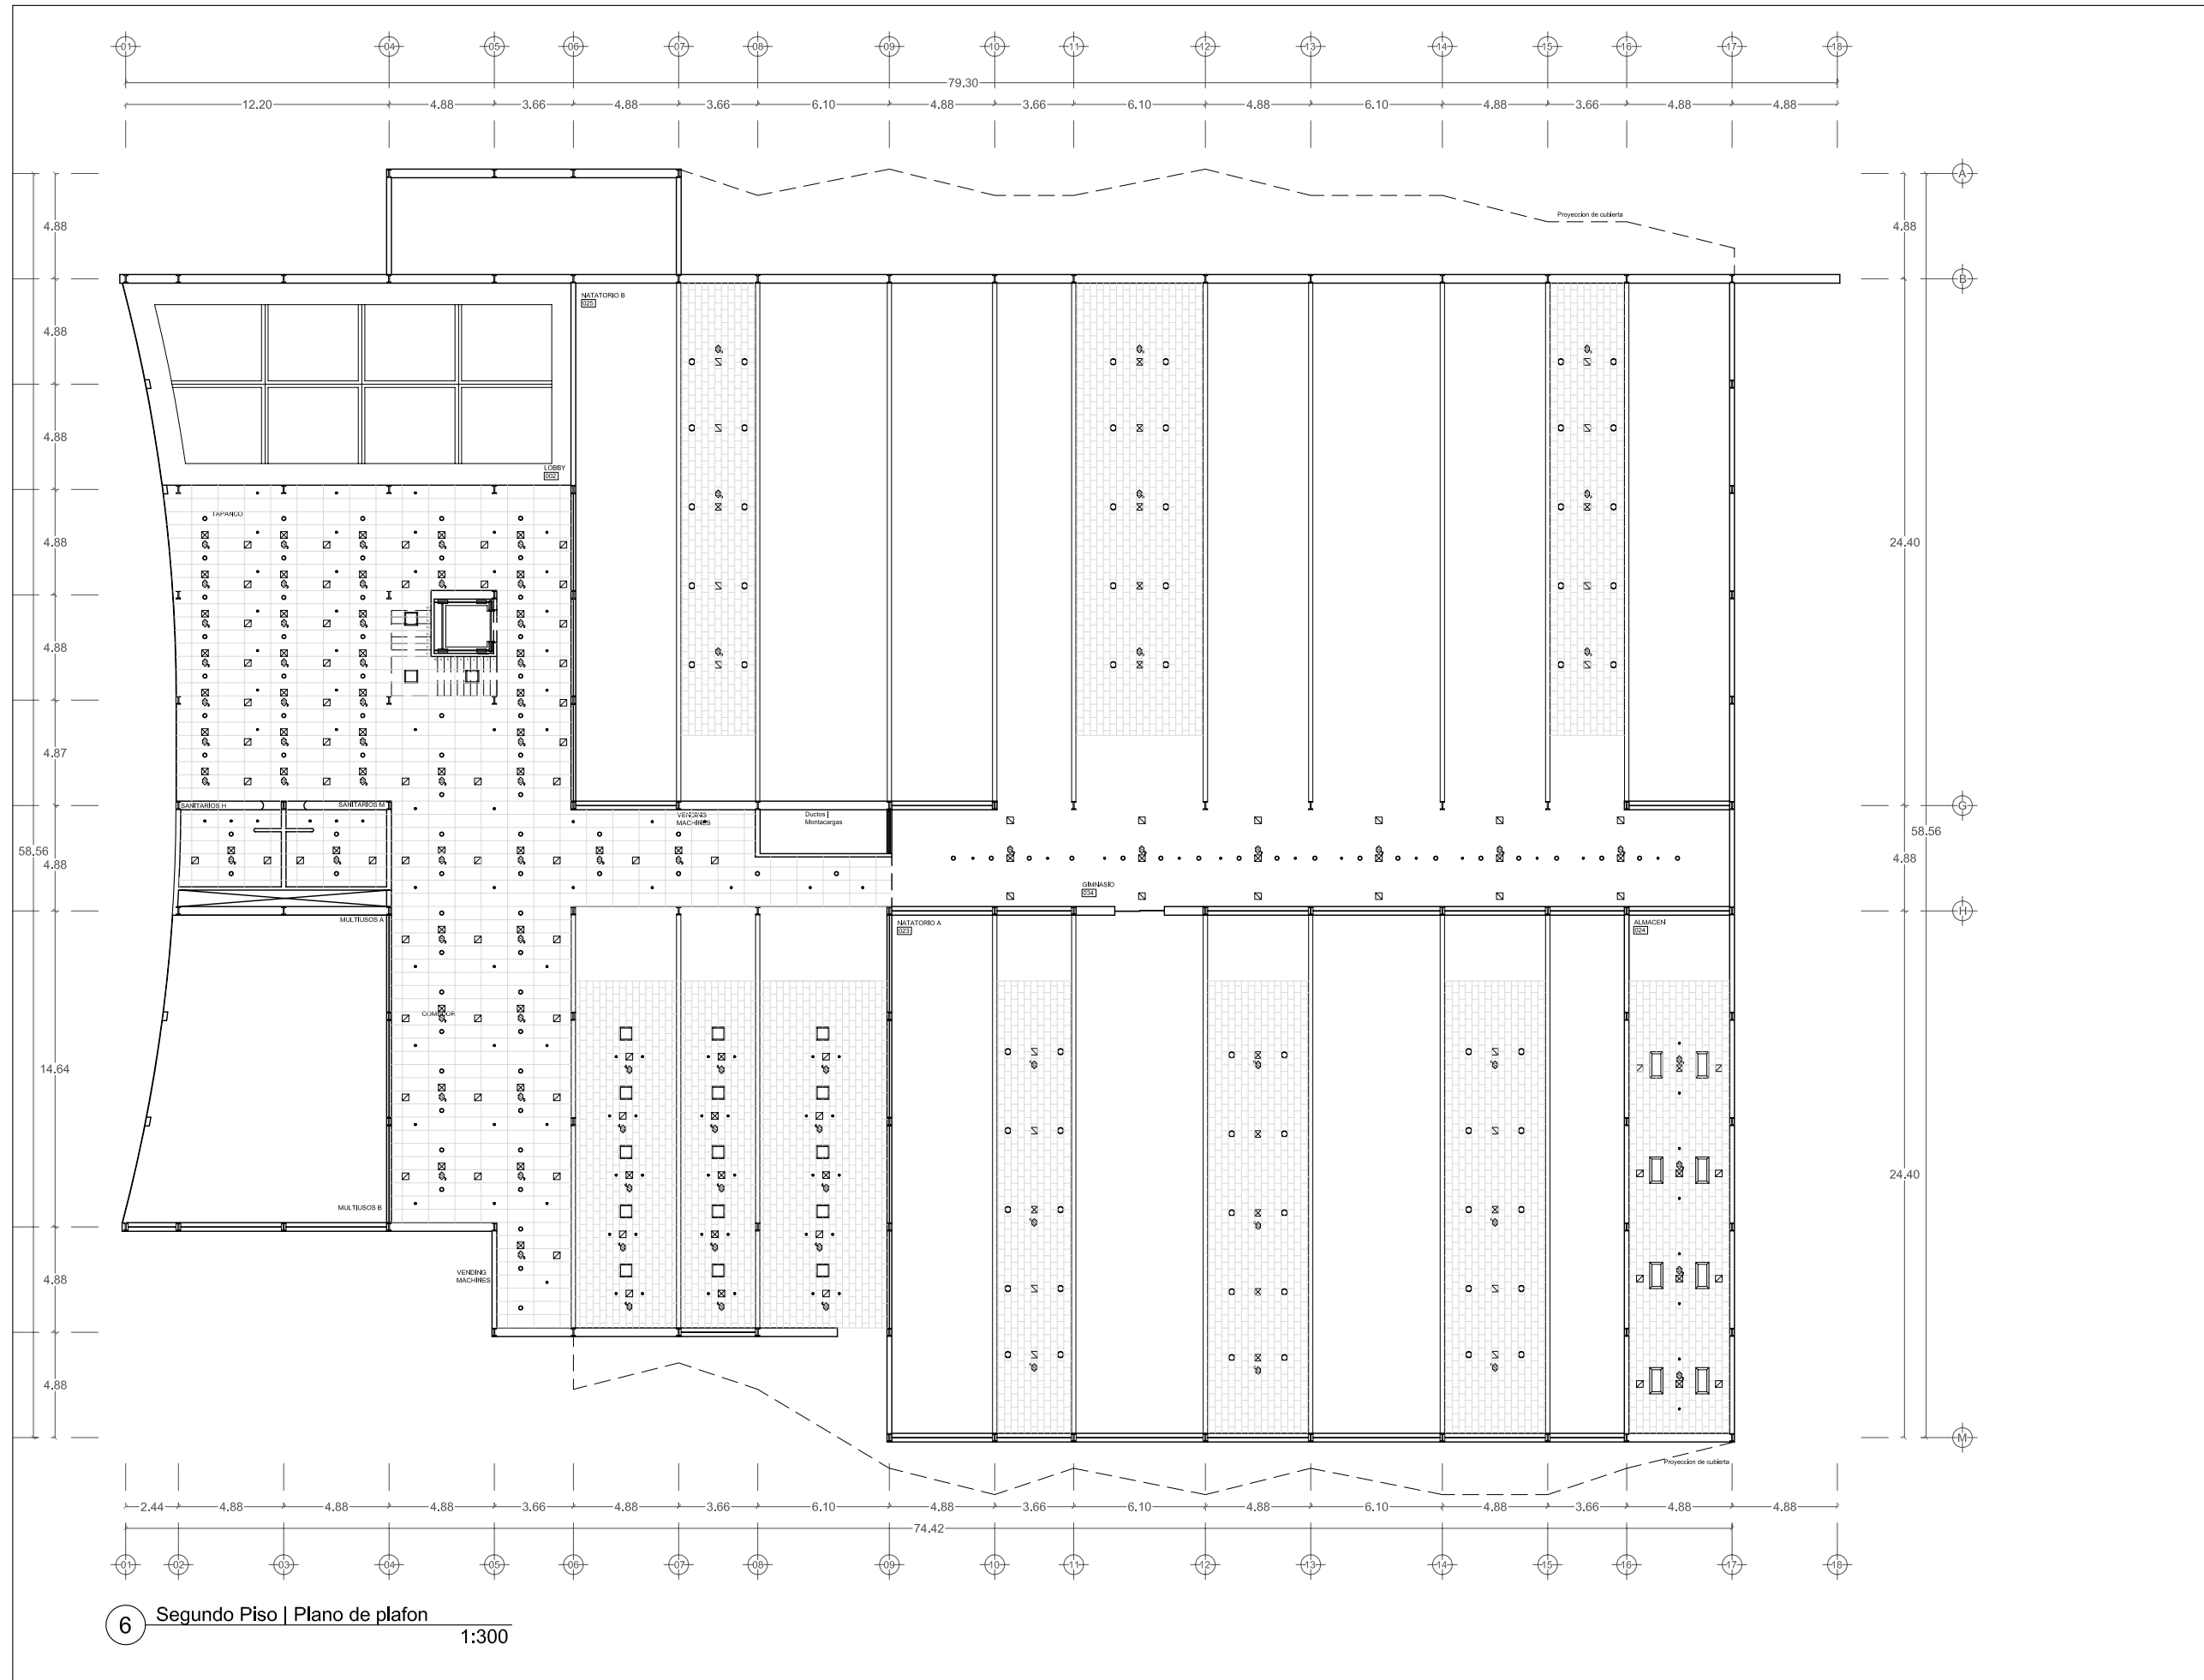 01 04 05 06 07 08 09 10 11 12 13 14 15 16 17 18
79.30
12.20 4.88 3.66 4.88 3.66 6.10 4.88 3.66 6.10 4.88 6.10 4.88 3.66 4.88 4.88
A
Proyeccion de cubierta
4.88 4.88
B
NATATORIO B
025
4.88
4.88
LOBBY
002
TAPANCO
4.88 24.40
4.88
4.87
SANITARIOS H SANITARIOS M
G
VENDING
MACHINES
Ductos |
Montacargas
58.56 58.56
4.88 4.88
GIMNASIO
034
H
MULTIUSOS A
NATATORIO A
023
ALMACEN
024
COMEDOR
14.64
24.40
MULTIUSOS B
VENDING
MACHINES
4.88
4.88
M
Proyeccion de cubierta
2.44 4.88 4.88 4.88 3.66 4.88 3.66 6.10 4.88 3.66 6.10 4.88 6.10 4.88 3.66 4.88 4.88
74.42
01 02 03 04 05 06 07 08 09 10 11 12 13 14 15 16 17 18
6 Segundo Piso | Plano de plafon
1:300